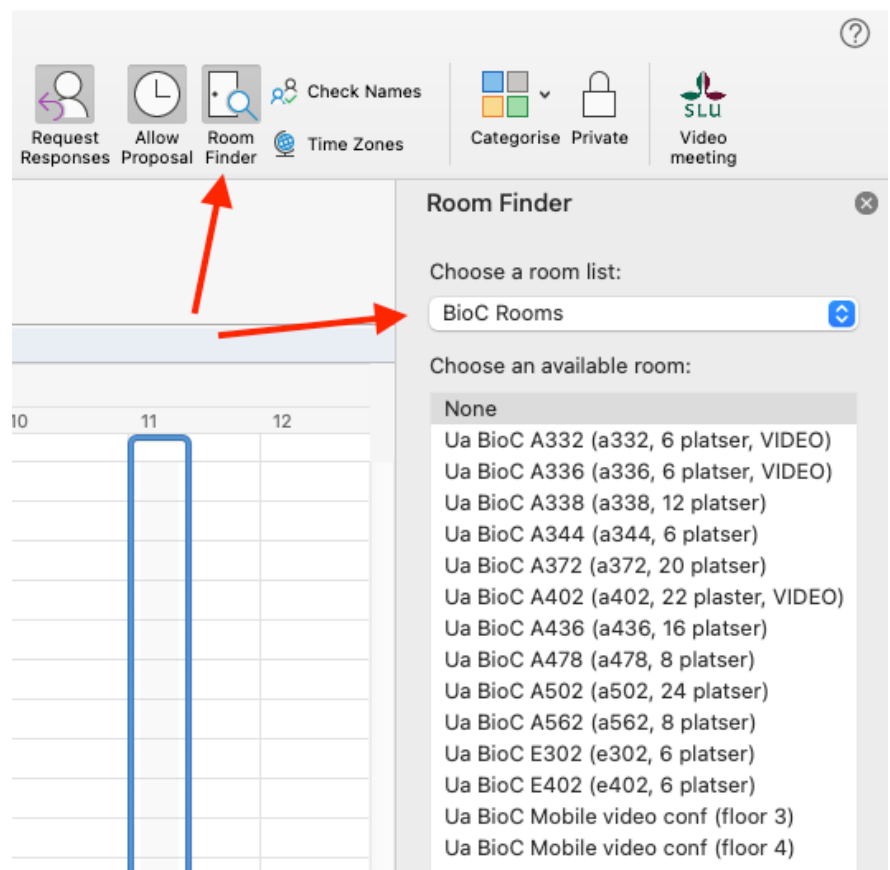 ?
SLU
Check Names
Time Zones
Request
Responses
Allow
Proposal
Room
Finder
Categorise
Private
Video
meeting
Room Finder
Choose a room list:
BioC Rooms
Choose an available room:
10 11 12
None
Ua BioC A332 (a332, 6 platser, VIDEO)
Ua BioC A336 (a336, 6 platser, VIDEO)
Ua BioC A338 (a338, 12 platser)
Ua BioC A344 (a344, 6 platser)
Ua BioC A372 (a372, 20 platser)
Ua BioC A402 (a402, 22 plaster, VIDEO)
Ua BioC A436 (a436, 16 platser)
Ua BioC A478 (a478, 8 platser)
Ua BioC A502 (a502, 24 platser)
Ua BioC A562 (a562, 8 platser)
Ua BioC E302 (e302, 6 platser)
Ua BioC E402 (e402, 6 platser)
Ua BioC Mobile video conf (floor 3)
Ua BioC Mobile video conf (floor 4)